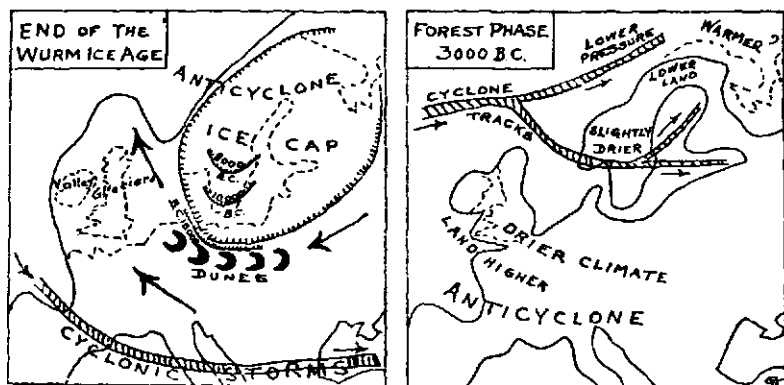 END OF THE
WURM ICE AGE
ANTICYCLONE
ICE CAP
8000
B.C.
10000
B.C.
Valley Glaciers
B.C. 18000
DUNES
CYCLONIC STORMS
FOREST PHASE
3000 B.C.
LOWER
PRESSURE
WARMER?
CYCLONE
TRACKS
LOWER
LAND
SLIGHTLY
DRIER
DRIER CLIMATE
LAND HIGHER
ANTICYCLONE